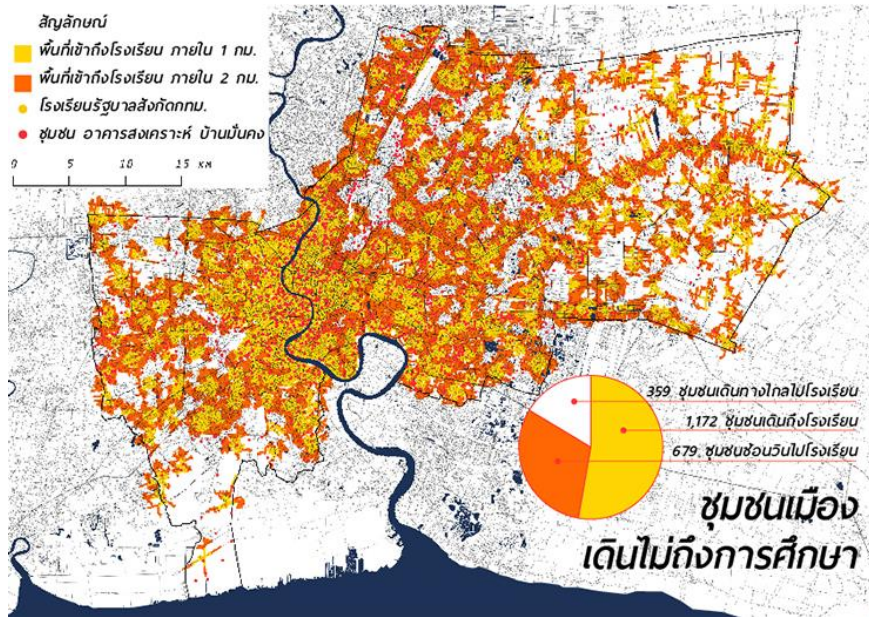 สัญลักษณ์
พื้นที่เข้าถึงโรงเรียน ภายใน 1 กม.
พื้นที่เข้าถึงโรงเรียน ภายใน 2 กม.
โรงเรียนรัฐบาลสังกัดกทม.
ชุมชน อาคารสงเคราะห์ บ้านมั่นคง
0 5 10 15 KM
359 ชุมชนเดินทางไกลไปโรงเรียน
1,172 ชุมชนเดินถึงโรงเรียน
679 ชุมชนซ้อนวินไปโรงเรียน
ชุมชนเมือง
เดินไม่ถึงการศึกษา